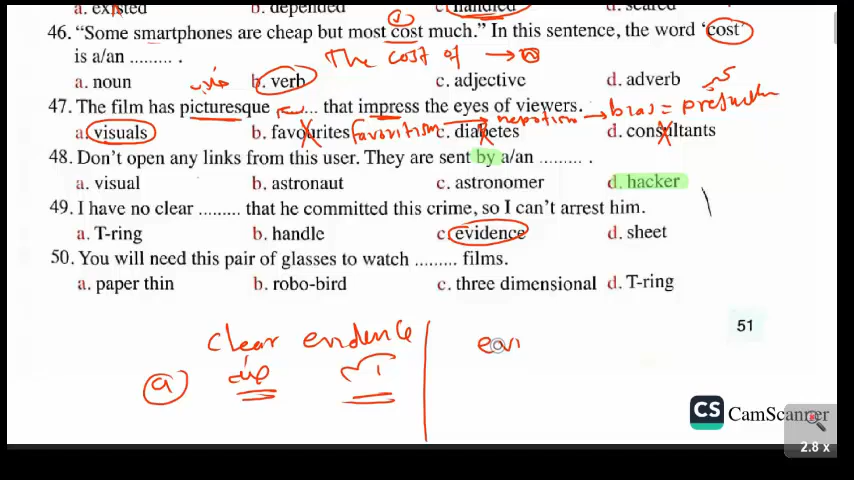 a. existed b. depended c. handled d. scared
46. “Some smartphones are cheap but most cost much.” In this sentence, the word ‘cost’
is a/an ......... . The cost of →
a. noun b. verb c. adjective d. adverb
47. The film has picturesque ......... that impress the eyes of viewers.
nepotism → bias =
a. visuals b. favourites favoritism c. diabetes d. consultants
48. Don’t open any links from this user. They are sent by a/an ......... .
a. visual b. astronaut c. astronomer d. hacker
49. I have no clear ......... that he committed this crime, so I can’t arrest him.
a. T-ring b. handle c. evidence d. sheet
50. You will need this pair of glasses to watch ......... films.
a. paper thin b. robo-bird c. three dimensional d. T-ring
51
clear evidence
a
CS CamScanner
2.8 x